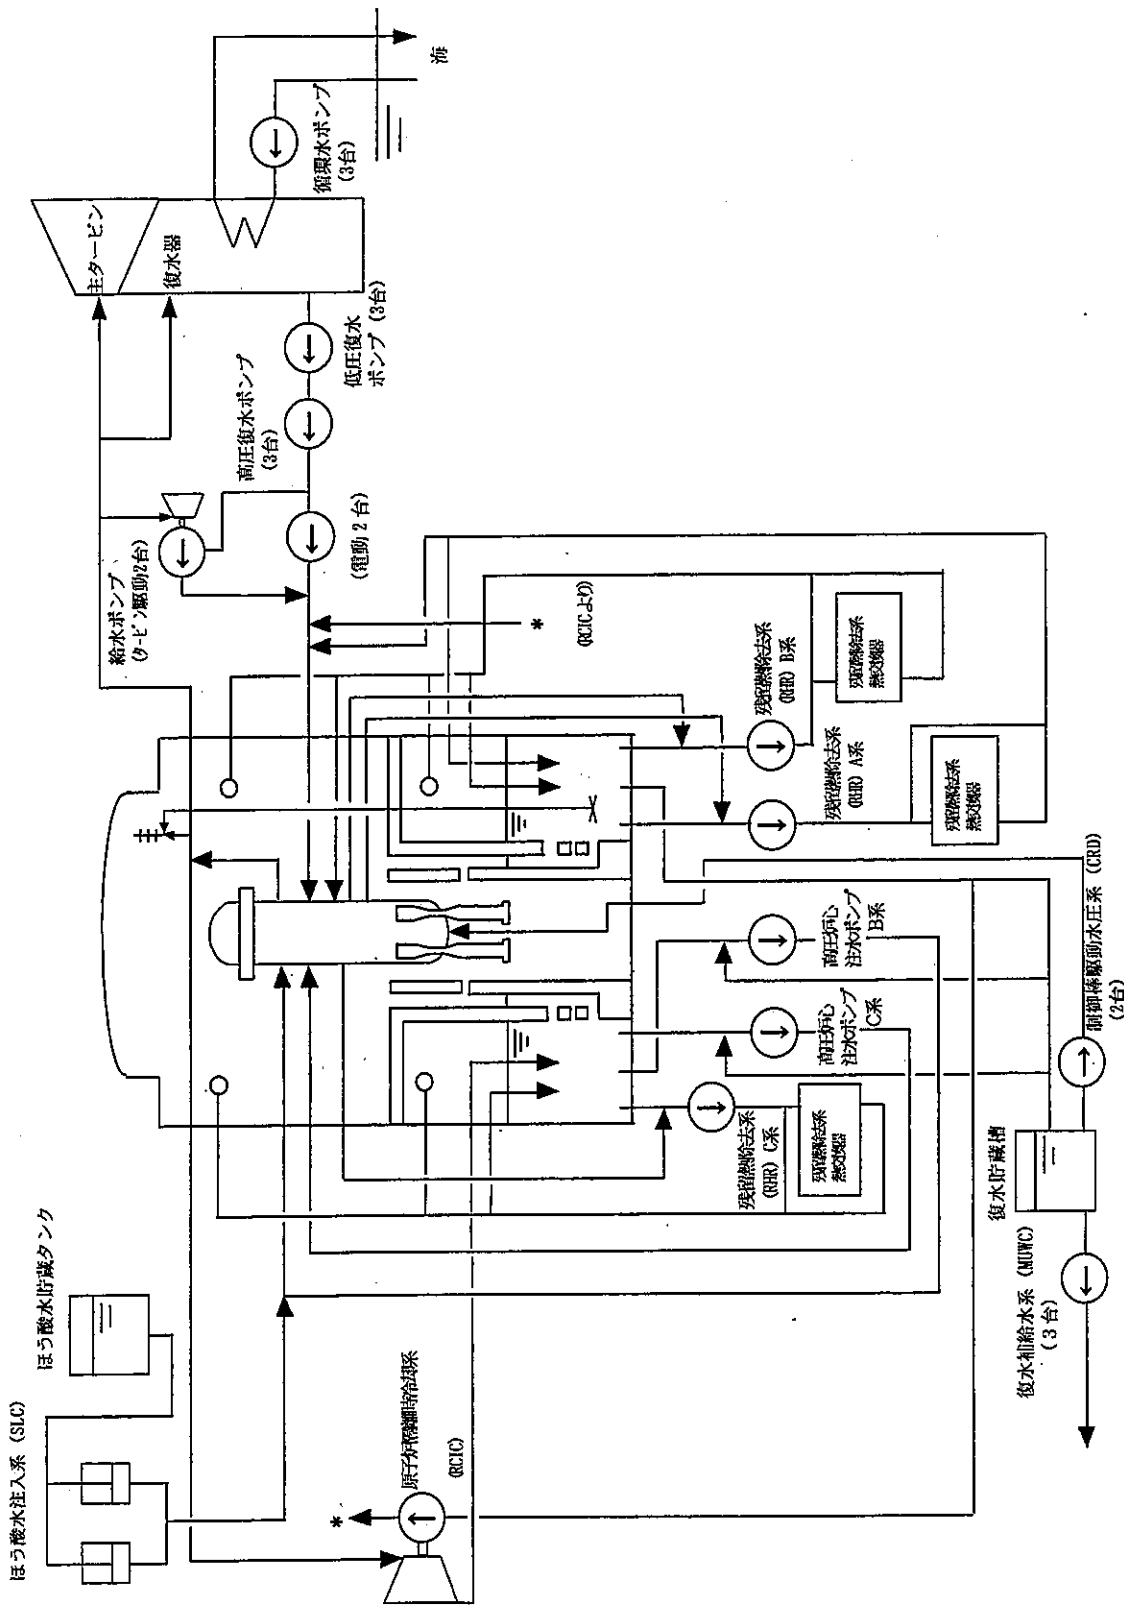 ほう酸水注入系 (SLC)
ほう酸水貯蔵タンク
主タービン
復水器
循環水ポンプ
(3台)
海
低圧復水
ポンプ (3台)
高圧復水ポンプ
(3台)
給水ポンプ
(タービン駆動2台)
(電動2台)
*
(RCICより)
*
原子炉隔離時冷却系
(RCIC)
残留熱除去系
(RHR) B系
残留熱除去系
熱交換器
残留熱除去系
(RHR) A系
残留熱除去系
熱交換器
高圧炉心
注水ポンプ
B系
高圧炉心
注水ポンプ
C系
残留熱除去系
(RHR) C系
残留熱除去系
熱交換器
制御棒駆動水圧系 (CRD)
(2台)
復水貯蔵槽
復水補給水系 (MUWC)
(3台)